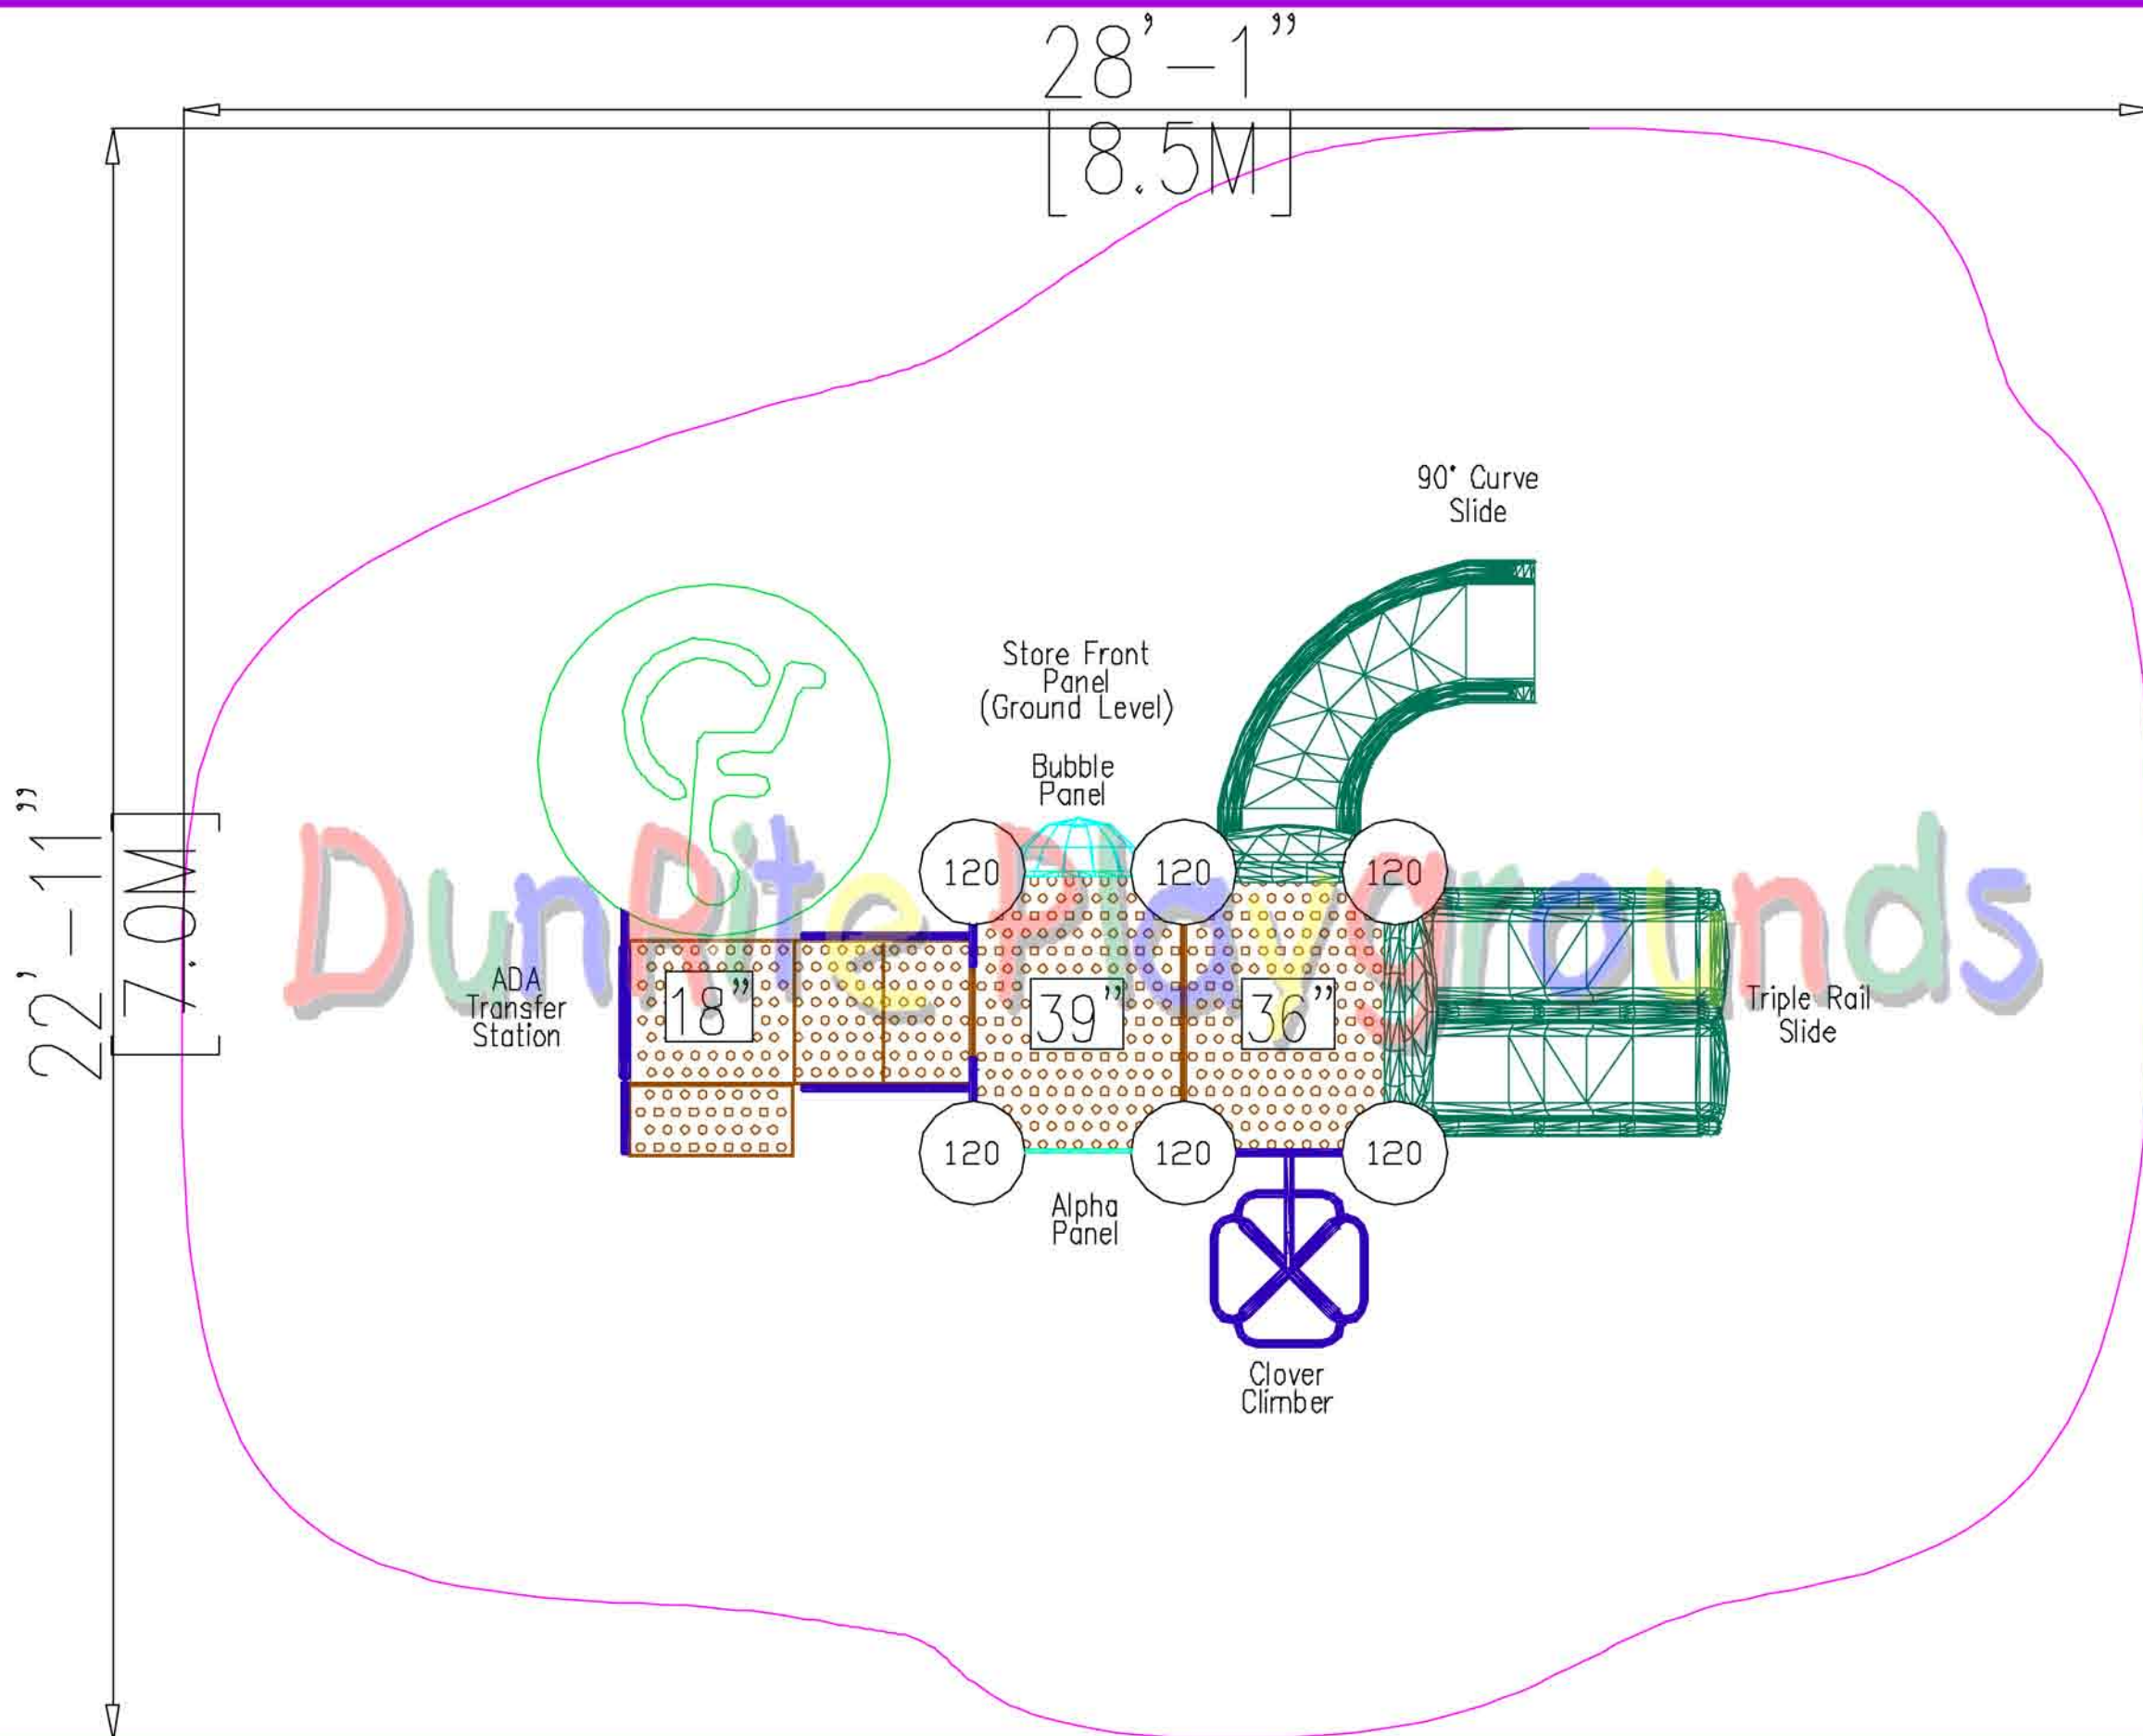 28'-1"
[8.5M]
22'-11"
[7.0M]
90° Curve
Slide
Store Front
Panel
(Ground Level)
Bubble
Panel
120
120
120
DunRite Playgrounds
ADA
Transfer
Station
18"
39"
36"
Triple Rail
Slide
120
120
120
Alpha
Panel
Clover
Climber